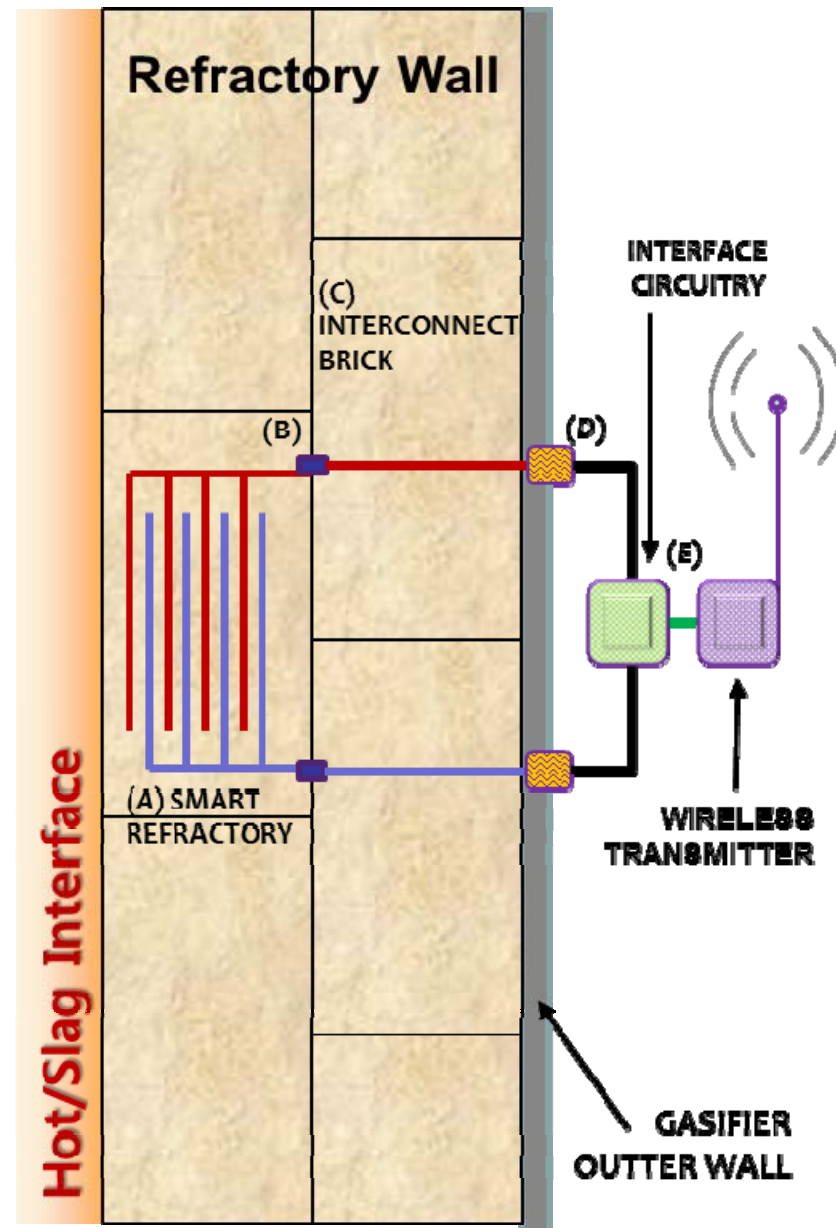 Refractory Wall
INTERFACE
CIRCUITRY
(C)
INTERCONNECT
BRICK
(B)
(D)
(E)
(A) SMART
REFRACTORY
WIRELESS
TRANSMITTER
Hot/Slag Interface
GASIFIER
OUTTER WALL